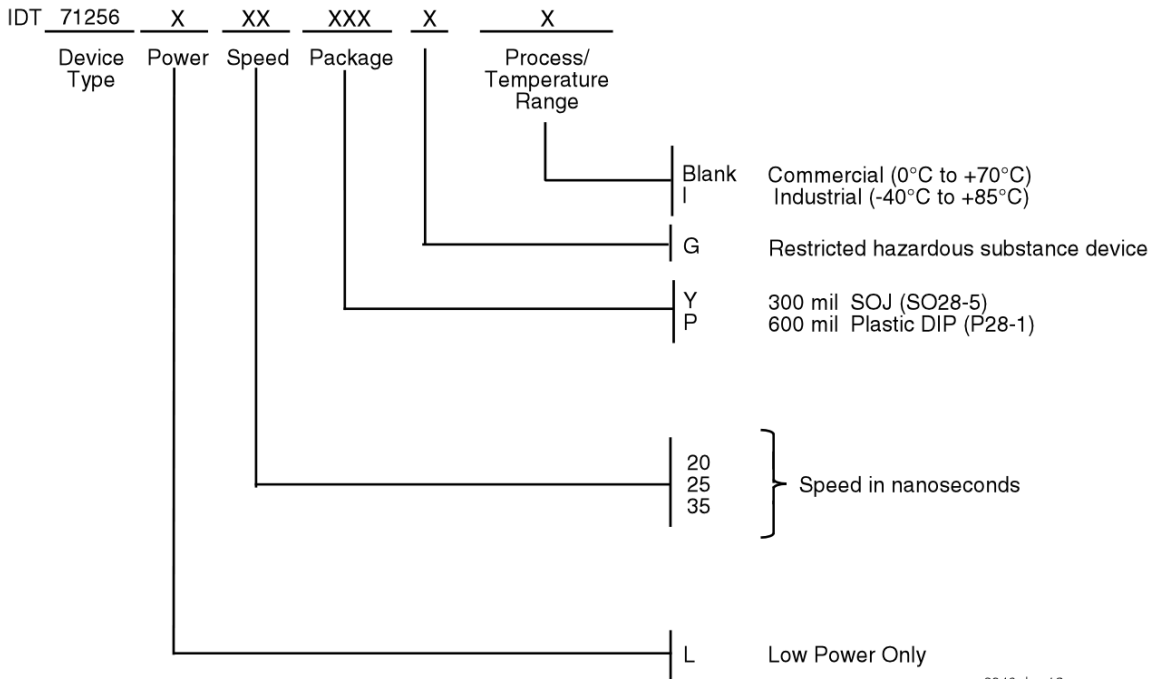 IDT 71256 X XX XXX X X
Device Type
Power
Speed
Package
Process/
Temperature
Range
Blank Commercial (0°C to +70°C)
I Industrial (-40°C to +85°C)
G Restricted hazardous substance device
Y 300 mil SOJ (SO28-5)
P 600 mil Plastic DIP (P28-1)
20
25
35
Speed in nanoseconds
L Low Power Only